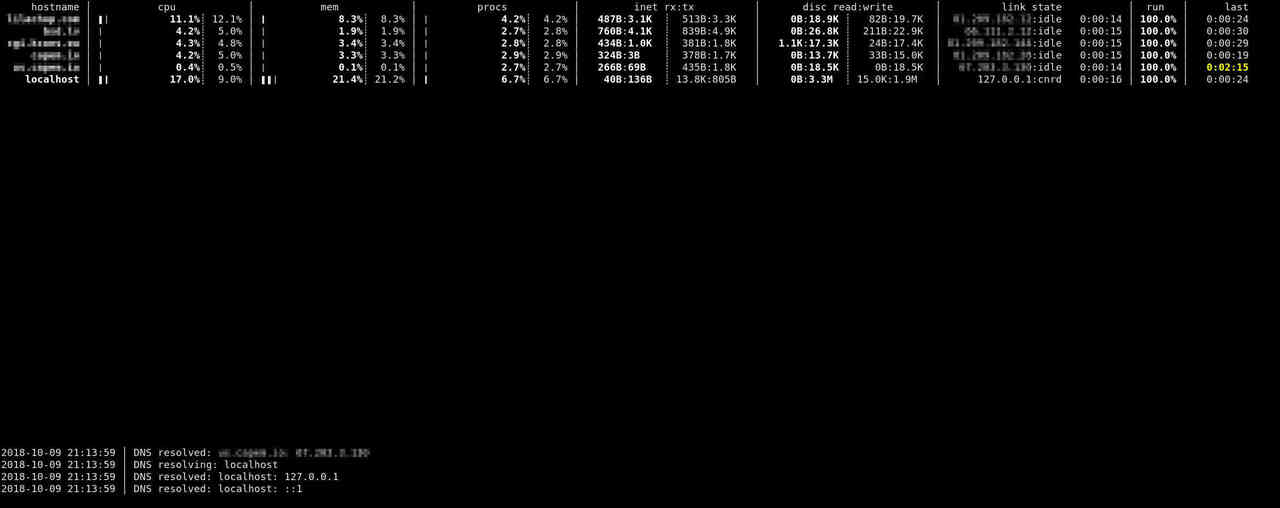 hostname cpu mem procs inet rx:tx disc read:write link state run last
11.1% 12.1% 8.3% 8.3% 4.2% 4.2% 487B:3.1K 513B:3.3K 0B:18.9K 82B:19.7K :idle 0:00:14 100.0% 0:00:24
4.2% 5.0% 1.9% 1.9% 2.7% 2.8% 760B:4.1K 839B:4.9K 0B:26.8K 211B:22.9K :idle 0:00:15 100.0% 0:00:30
4.3% 4.8% 3.4% 3.4% 2.8% 2.8% 434B:1.0K 381B:1.8K 1.1K:17.3K 24B:17.4K :idle 0:00:15 100.0% 0:00:29
4.2% 5.0% 3.3% 3.3% 2.9% 2.9% 324B:3B 378B:1.7K 0B:13.7K 33B:15.0K :idle 0:00:15 100.0% 0:00:19
0.4% 0.5% 0.1% 0.1% 2.7% 2.7% 266B:69B 435B:1.8K 0B:18.5K 0B:18.5K :idle 0:00:14 100.0% 0:02:15
localhost 17.0% 9.0% 21.4% 21.2% 6.7% 6.7% 40B:136B 13.8K:805B 0B:3.3M 15.0K:1.9M 127.0.0.1:cnrd 0:00:16 100.0% 0:00:24
2018-10-09 21:13:59 DNS resolved:
2018-10-09 21:13:59 DNS resolving: localhost
2018-10-09 21:13:59 DNS resolved: localhost: 127.0.0.1
2018-10-09 21:13:59 DNS resolved: localhost: ::1